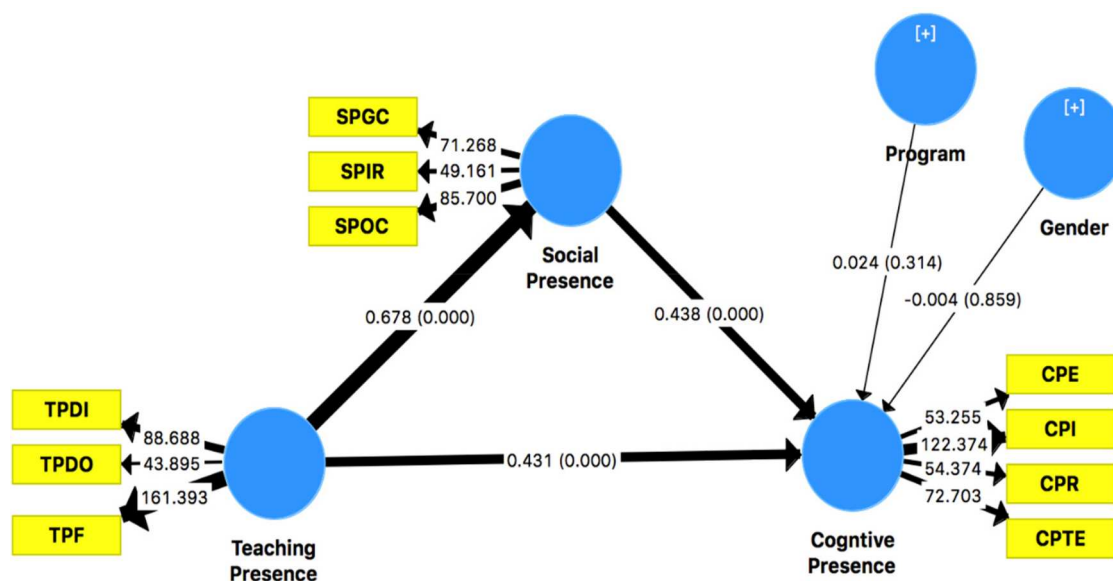 [+]
[+]
Program
Gender
SPGC
71.268
SPIR
49.161
SPOC
85.700
Social
Presence
0.024 (0.314)
-0.004 (0.859)
0.678 (0.000)
0.438 (0.000)
TPDI
88.688
TPDO
43.895
TPF
161.393
Teaching
Presence
0.431 (0.000)
CPE
53.255
CPI
122.374
CPR
54.374
CPTE
72.703
Cogntive
Presence